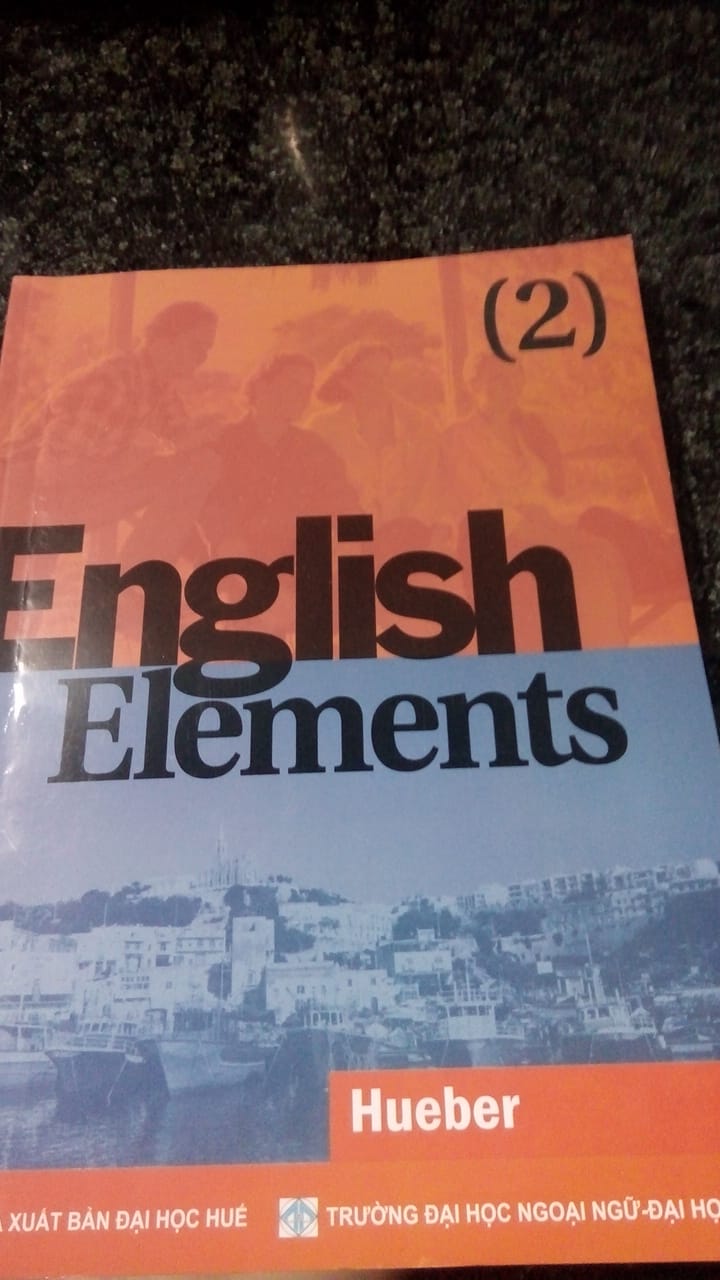 (2)
English
Elements
Hueber
XUẤT BẢN ĐẠI HỌC HUẾ
TRƯỜNG ĐẠI HỌC NGOẠI NGỮ-ĐẠI